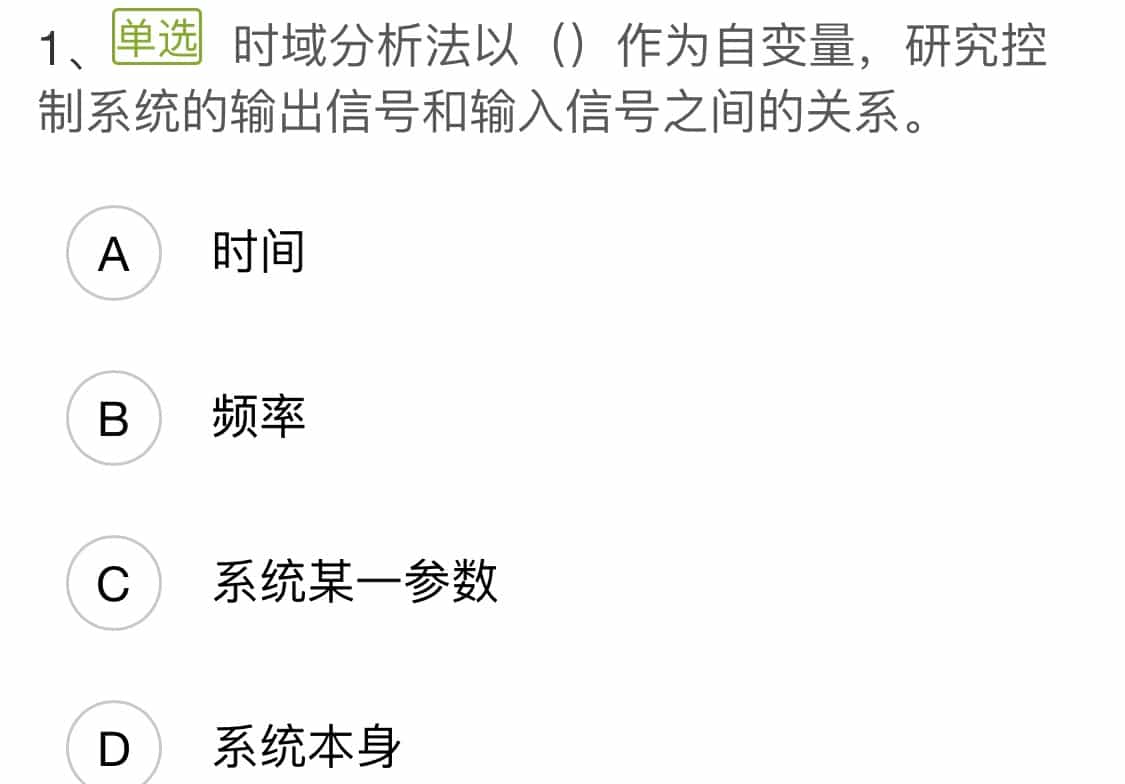 1、 单选 时域分析法以（）作为自变量，研究控
制系统的输出信号和输入信号之间的关系。
A 时间
B 频率
C 系统某一参数
D 系统本身